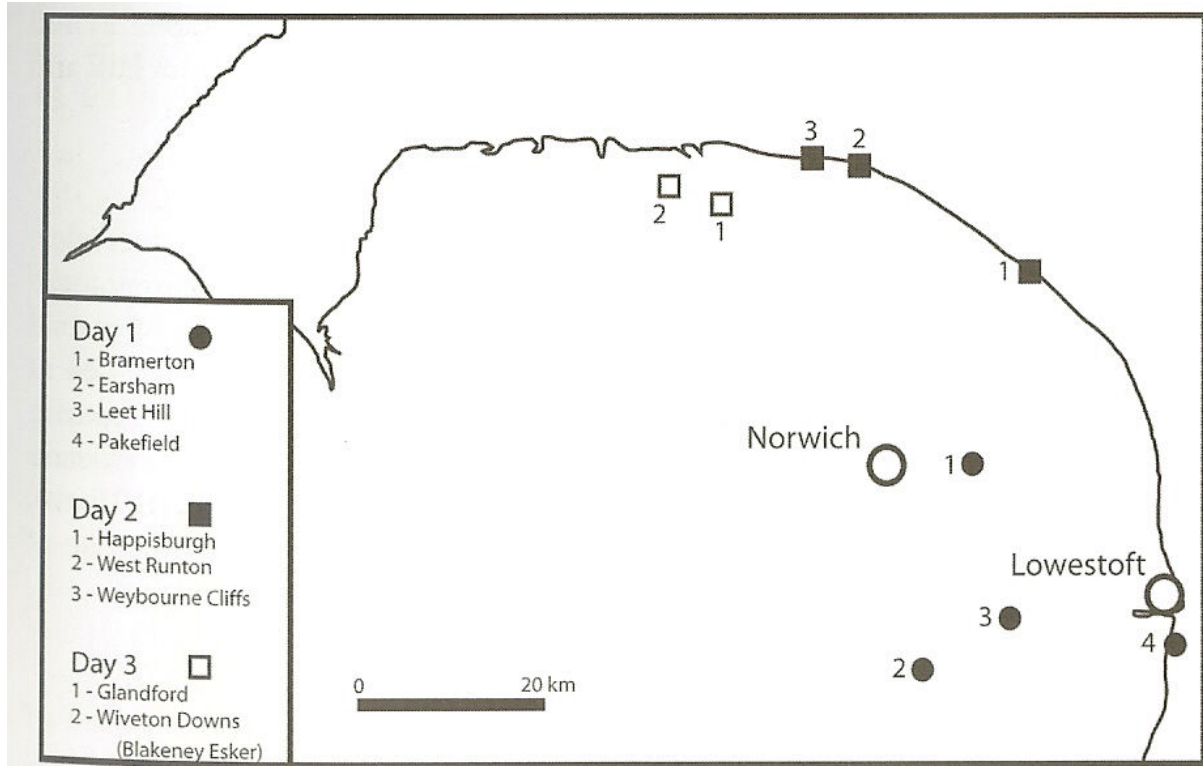 3
2
2
1
1
Day 1
1 - Bramerton
2 - Earsham
3 - Leet Hill
4 - Pakefield
Norwich
1
Day 2
1 - Happisburgh
2 - West Runton
3 - Weybourne Cliffs
Lowestoft
3
4
2
Day 3
1 - Glandford
2 - Wiveton Downs
(Blakeney Esker)
0 20 km